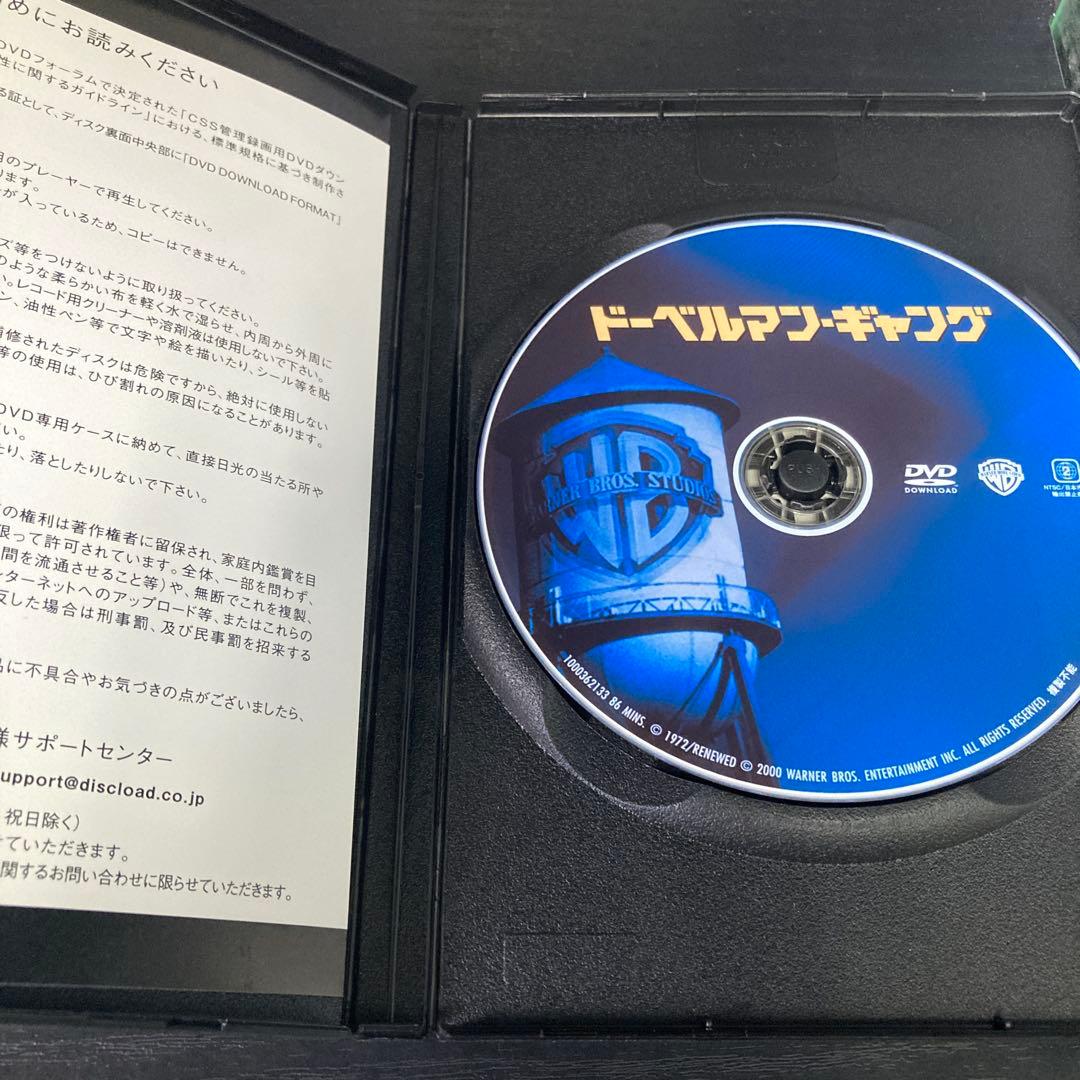 めにお読みください
DVDフォーラムで決定された「CSS管理録画用DVDダウン
性に関するガイドライン」における、標準規格に基づき制作さ
る証として、ディスク裏面中央部に「DVD DOWNLOAD FORMAT」
のプレーヤーで再生してください。
ります。
が入っているため、コピーはできません。
ズ等をつけないように取り扱ってください。
のような柔らかい布を軽く水で湿らせ、内周から外周に
い。レコード用クリーナーや溶剤液は使用しないで下さい。
ン、油性ペン等で文字や絵を描いたり、シール等を貼
補修されたディスクは危険ですから、絶対に使用しない
等の使用は、ひび割れの原因になることがあります。
DVD専用ケースに納めて、直接日光の当たる所や
い。
たり、落としたりしないで下さい。
の権利は著作権者に留保され、家庭内鑑賞を目
限って許可されています。全体、一部を問わず、
間を流通させること等)や、無断でこれを複製、
ンターネットへのアップロード等、またはこれらの
反した場合は刑事罰、及び民事罰を招来する
品に不具合やお気づきの点がございましたら、
様サポートセンター
support@discload.co.jp
祝日除く)
せていただきます。
関するお問い合わせに限らせていただきます。
ドーベルマン・ギャング
WB
WARNER BROS. STUDIOS
PUSH
DVD
DOWNLOAD
2
NTSC/日本
輸出禁止
1000362133 86 MINS. © 1972/RENEWED © 2000 WARNER BROS. ENTERTAINMENT INC. ALL RIGHTS RESERVED. 複製不能